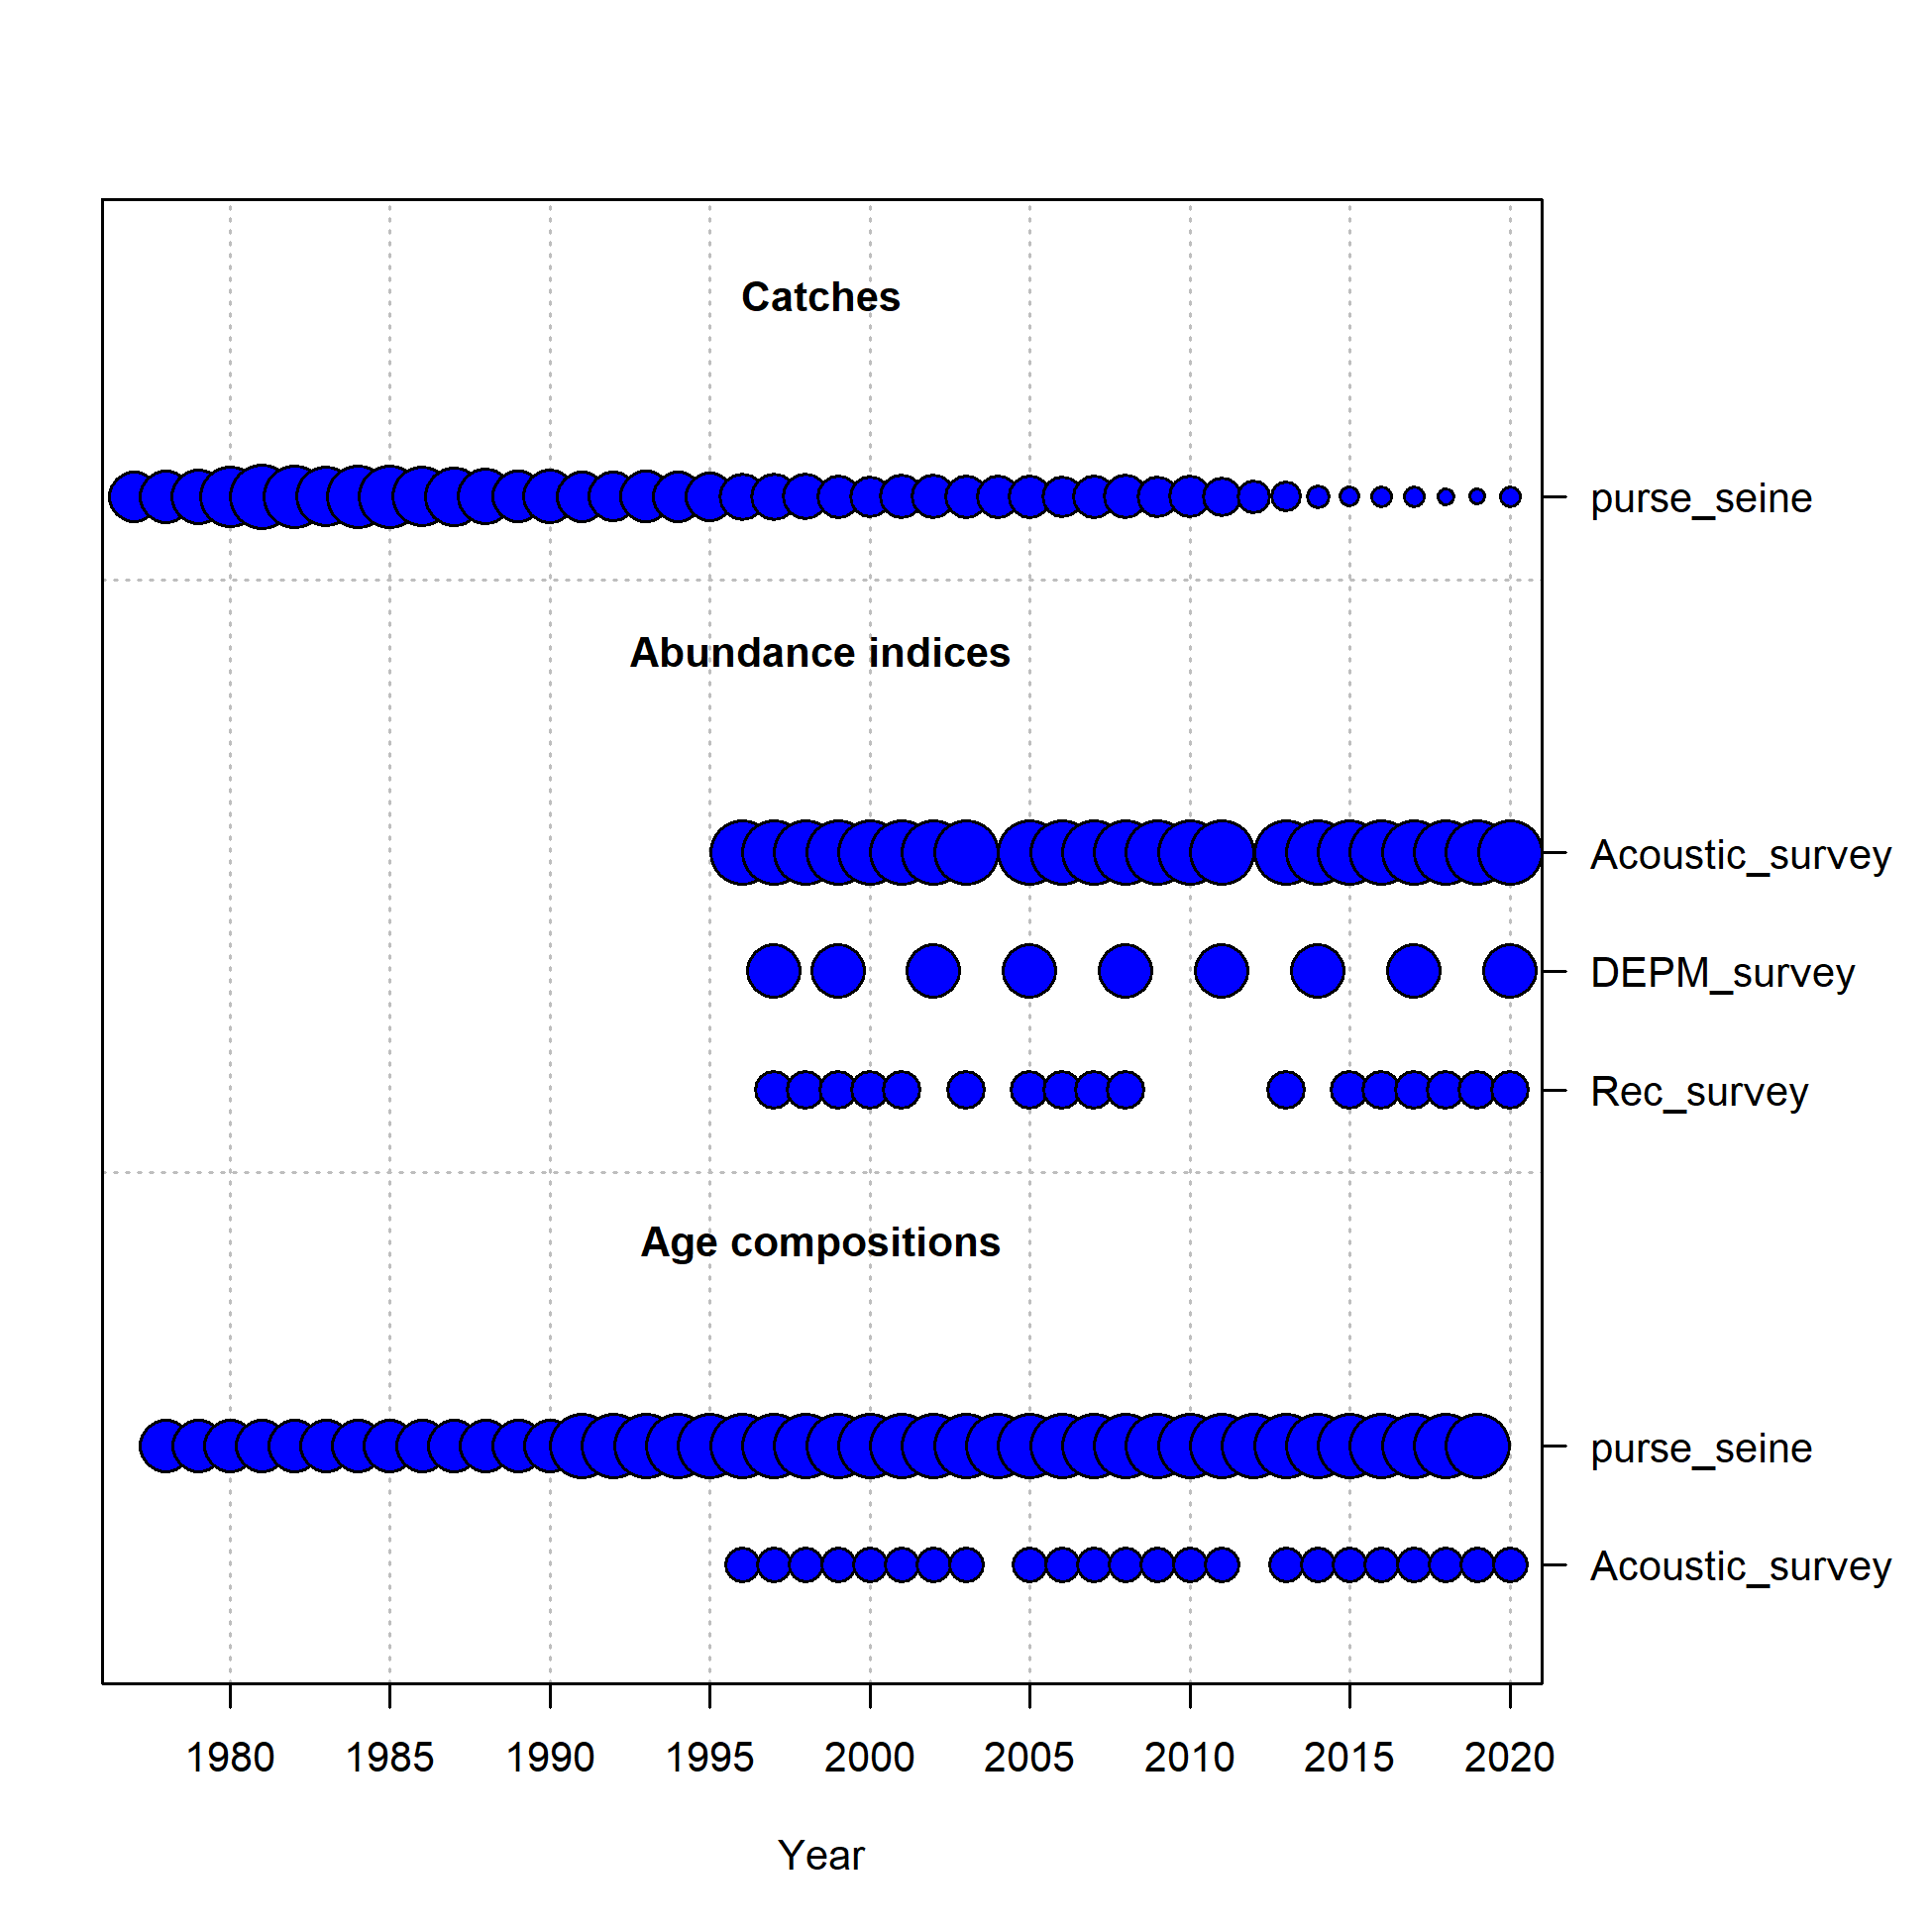 Catches
purse_seine
Abundance indices
Acoustic_survey
DEPM_survey
Rec_survey
Age compositions
purse_seine
Acoustic_survey
1980 1985 1990 1995 2000 2005 2010 2015 2020
Year